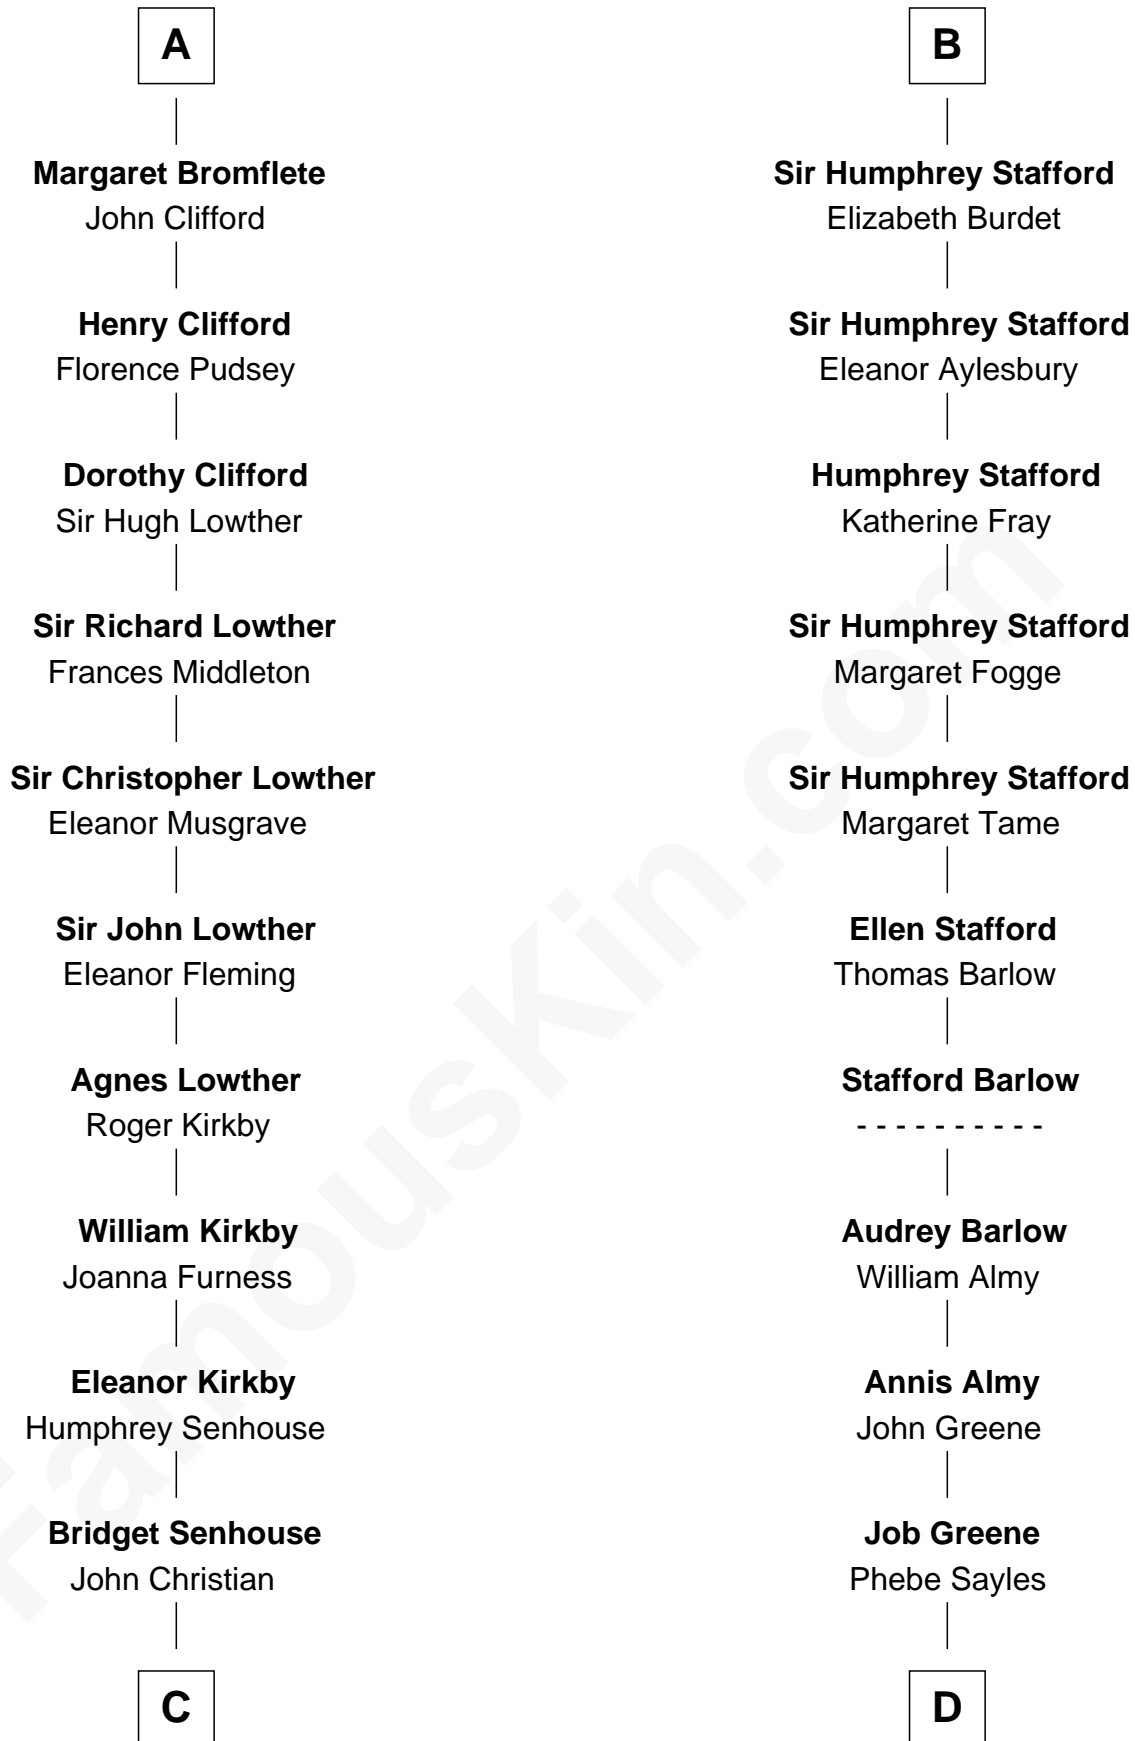 A
Margaret Bromflete
John Clifford
Henry Clifford
Florence Pudsey
Dorothy Clifford
Sir Hugh Lowther
Sir Richard Lowther
Frances Middleton
Sir Christopher Lowther
Eleanor Musgrave
Sir John Lowther
Eleanor Fleming
Agnes Lowther
Roger Kirkby
William Kirkby
Joanna Furness
Eleanor Kirkby
Humphrey Senhouse
Bridget Senhouse
John Christian
C
B
Sir Humphrey Stafford
Elizabeth Burdet
Sir Humphrey Stafford
Eleanor Aylesbury
Humphrey Stafford
Katherine Fray
Sir Humphrey Stafford
Margaret Fogge
Sir Humphrey Stafford
Margaret Tame
Ellen Stafford
Thomas Barlow
Stafford Barlow
- - - - - - - - - -
Audrey Barlow
William Almy
Annis Almy
John Greene
Job Greene
Phebe Sayles
D
FamousKin.com